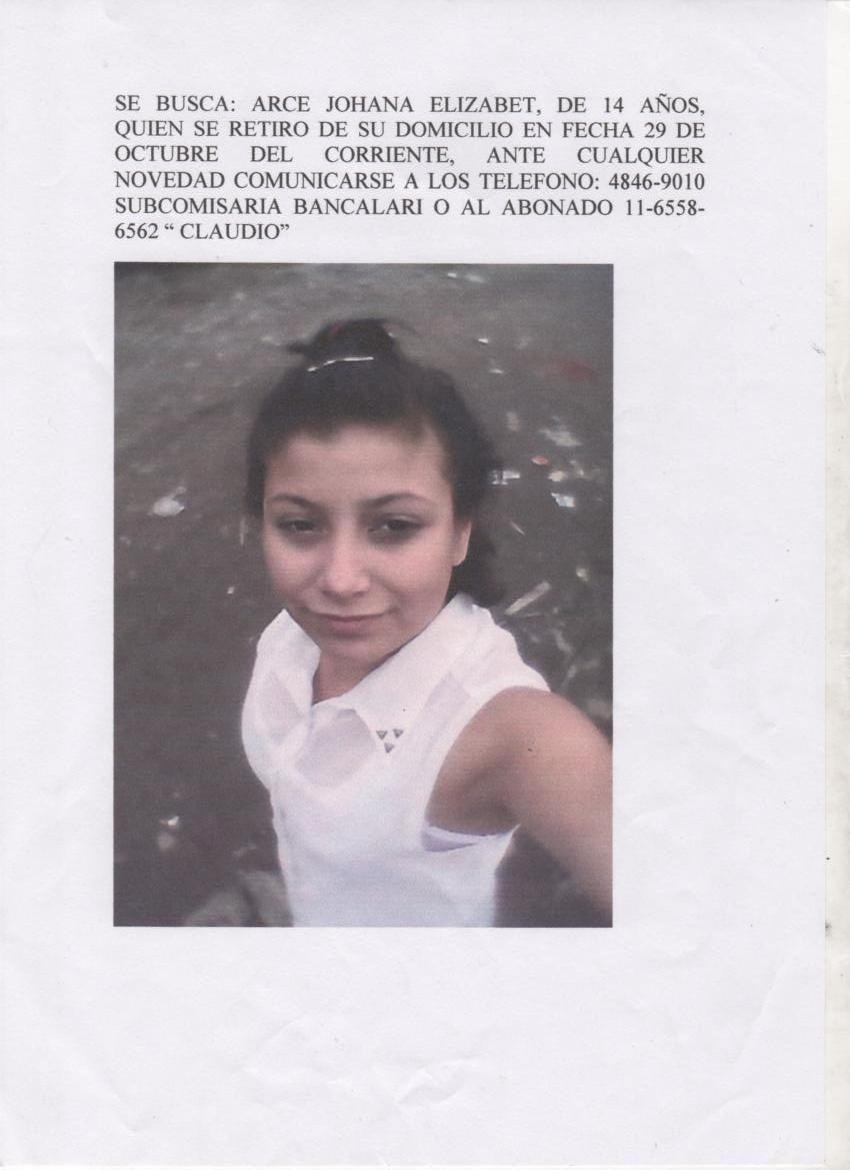 SE BUSCA: ARCE JOHANA ELIZABET, DE 14 AÑOS,
QUIEN SE RETIRO DE SU DOMICILIO EN FECHA 29 DE
OCTUBRE DEL CORRIENTE, ANTE CUALQUIER
NOVEDAD COMUNICARSE A LOS TELEFONO: 4846-9010
SUBCOMISARIA BANCALARI O AL ABONADO 11-6558-
6562 “ CLAUDIO”